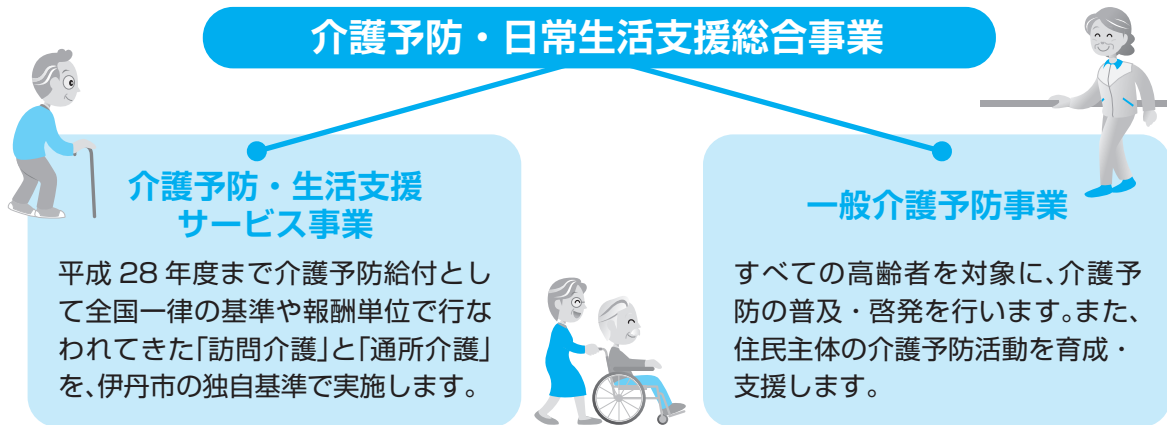 介護予防・日常生活支援総合事業
介護予防・生活支援
サービス事業
平成 28 年度まで介護予防給付とし
て全国一律の基準や報酬単位で行な
われてきた「訪問介護」と「通所介護」
を、伊丹市の独自基準で実施します。
一般介護予防事業
すべての高齢者を対象に、介護予
防の普及・啓発を行います。また、
住民主体の介護予防活動を育成・
支援します。